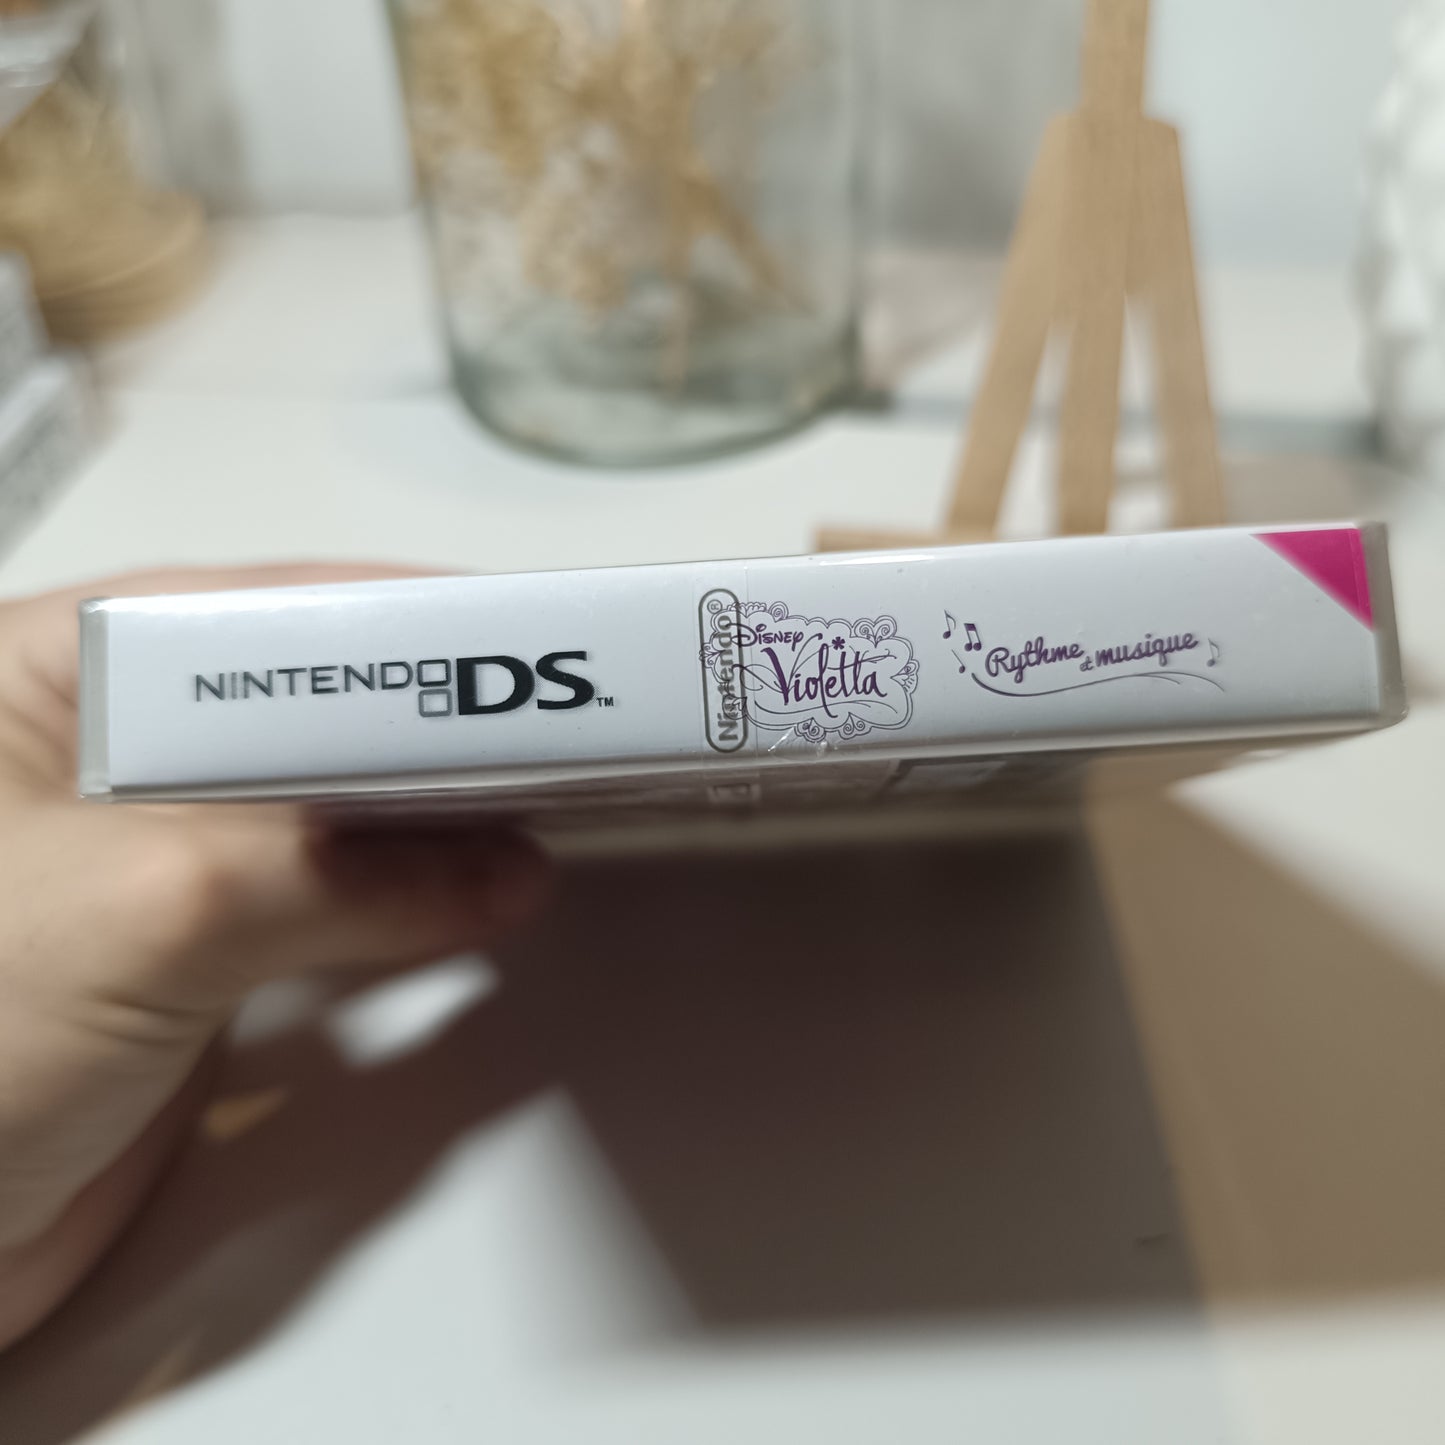 NINTENDO DS™
Nintendo®
Disney
Violetta
Rythme et musique